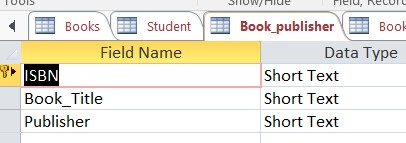 Tools Show/Hide Field, Record
Books Student Book_publisher Book
Field Name Data Type
ISBN Short Text
Book_Title Short Text
Publisher Short Text